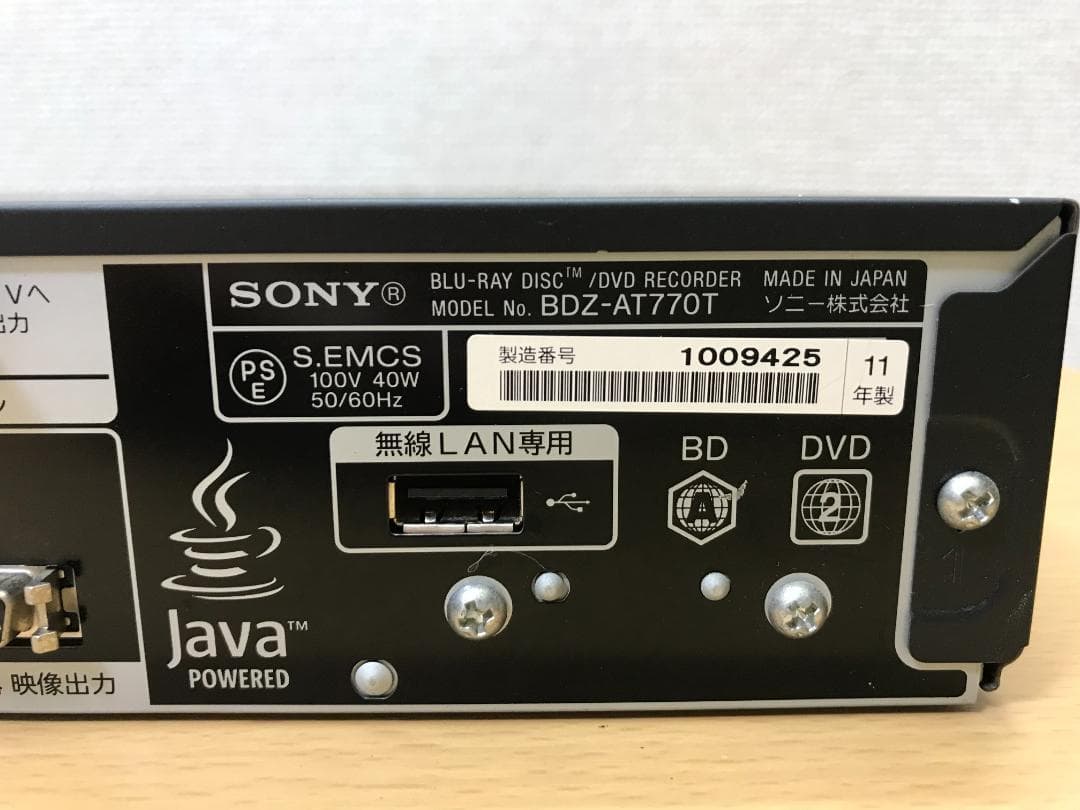 Vへ
出力
SONY®
BLU-RAY DISC™/DVD RECORDER
MODEL No. BDZ-AT770T
MADE IN JAPAN
ソニー株式会社
PS
E
S.EMCS
100V 40W
50/60Hz
製造番号 1009425
11
年製
無線LAN専用
BD
A
DVD
2
Java™
POWERED
映像出力
1